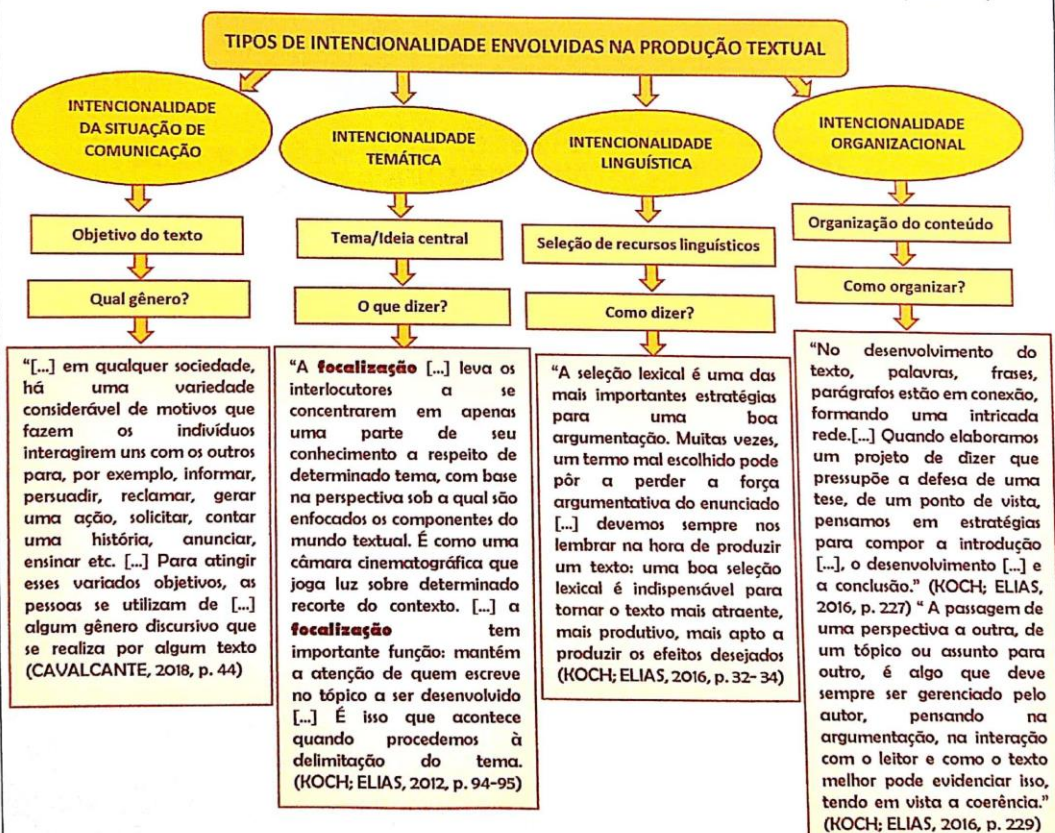 TIPOS DE INTENCIONALIDADE ENVOLVIDAS NA PRODUÇÃO TEXTUAL
INTENCIONALIDADE
DA SITUAÇÃO DE
COMUNICAÇÃO
Objetivo do texto
Qual gênero?
"[...] em qualquer sociedade,
há uma variedade
considerável de motivos que
fazem os indivíduos
interagirem uns com os outros
para, por exemplo, informar,
persuadir, reclamar, gerar
uma ação, solicitar, contar
uma história, anunciar,
ensinar etc. [...] Para atingir
esses variados objetivos, as
pessoas se utilizam de [...]
algum gênero discursivo que
se realiza por algum texto
(CAVALCANTE, 2018, p. 44)
INTENCIONALIDADE
TEMÁTICA
Tema/Ideia central
O que dizer?
"A focalização [...] leva os
interlocutores a se
concentrarem em apenas
uma parte de seu
conhecimento a respeito de
determinado tema, com base
na perspectiva sob a qual são
enfocados os componentes do
mundo textual. É como uma
câmara cinematográfica que
joga luz sobre determinado
recorte do contexto. [...] a
focalização tem
importante função: mantém
a atenção de quem escreve
no tópico a ser desenvolvido
[...] É isso que acontece
quando procedemos à
delimitação do tema.
(KOCH; ELIAS, 2012, p. 94-95)
INTENCIONALIDADE
LINGUÍSTICA
Seleção de recursos linguísticos
Como dizer?
"A seleção lexical é uma das
mais importantes estratégias
para uma boa
argumentação. Muitas vezes,
um termo mal escolhido pode
pôr a perder a força
argumentativa do enunciado
[...] devemos sempre nos
lembrar na hora de produzir
um texto: uma boa seleção
lexical é indispensável para
tornar o texto mais atraente,
mais produtivo, mais apto a
produzir os efeitos desejados
(KOCH; ELIAS, 2016, p. 32- 34)
INTENCIONALIDADE
ORGANIZACIONAL
Organização do conteúdo
Como organizar?
"No desenvolvimento do
texto, palavras, frases,
parágrafos estão em conexão,
formando uma intricada
rede.[...] Quando elaboramos
um projeto de dizer que
pressupõe a defesa de uma
tese, de um ponto de vista,
pensamos em estratégias
para compor a introdução
[...], o desenvolvimento [...] e
a conclusão." (KOCH; ELIAS,
2016, p. 227) " A passagem de
uma perspectiva a outra, de
um tópico ou assunto para
outro, é algo que deve
sempre ser gerenciado pelo
autor, pensando na
argumentação, na interação
com o leitor e como o texto
melhor pode evidenciar isso,
tendo em vista a coerência."
(KOCH; ELIAS, 2016, p. 229)